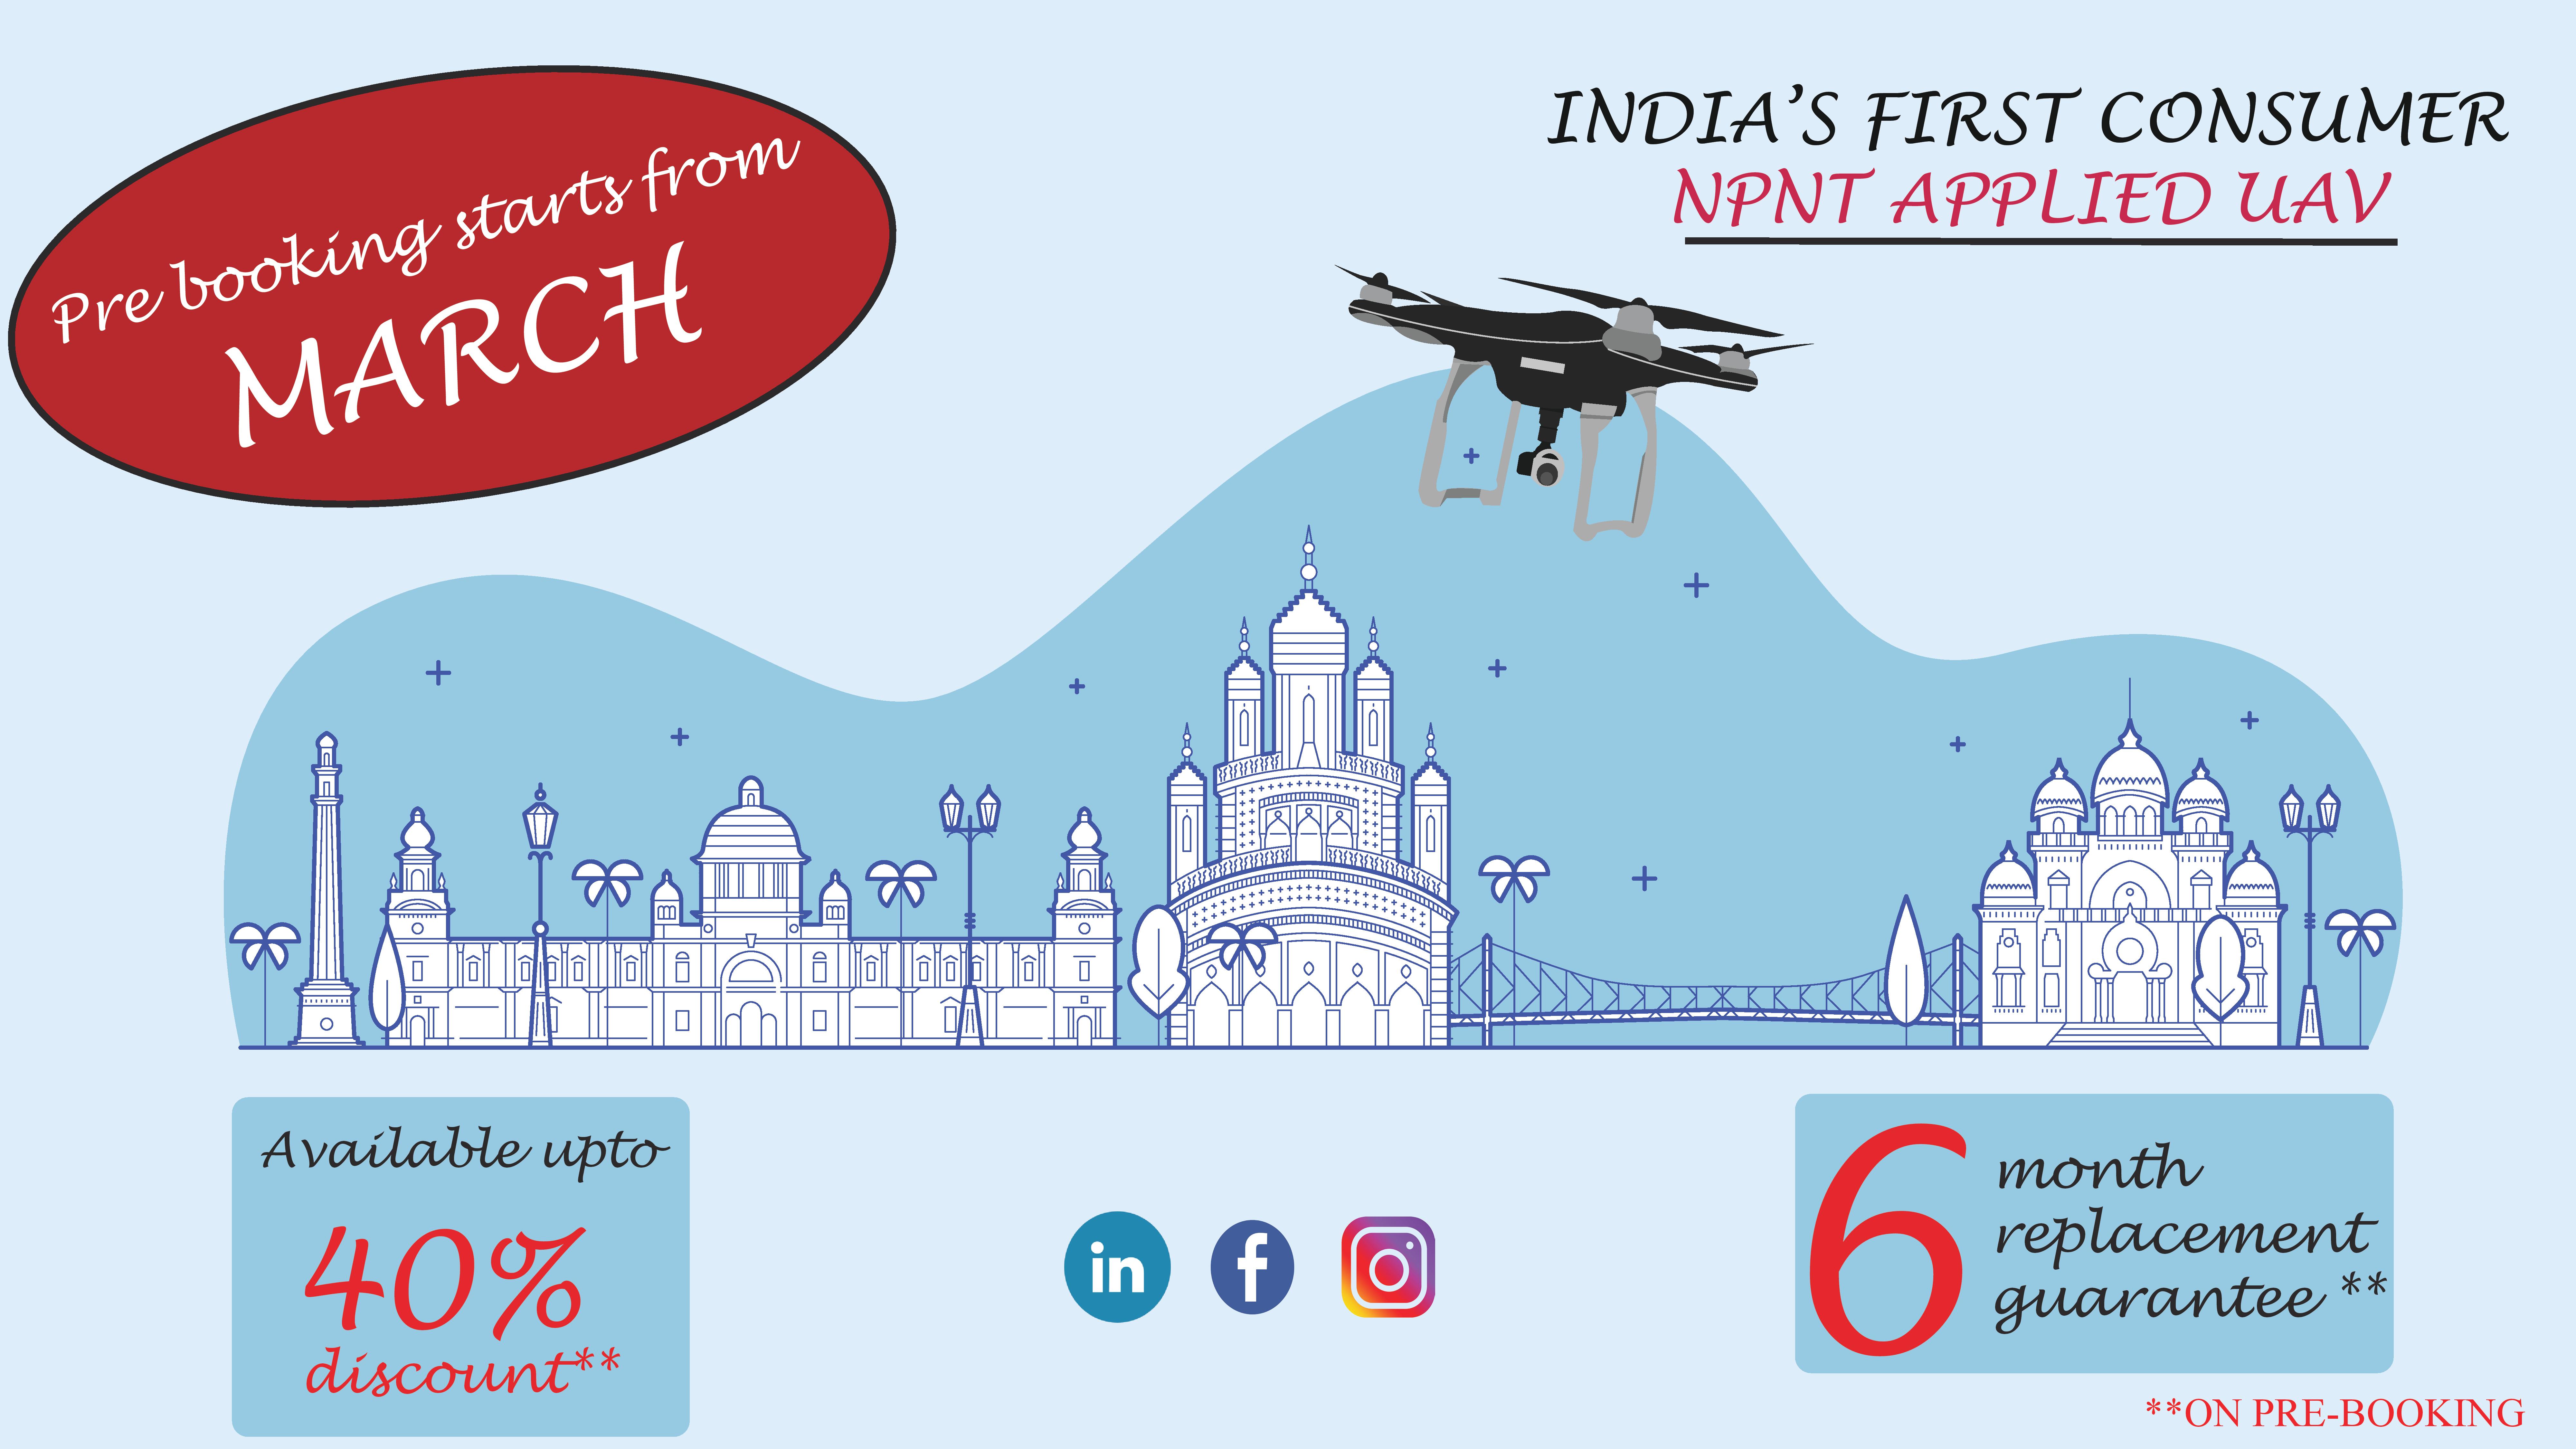 Pre booking starts from
MARCH
INDIA'S FIRST CONSUMER
NPNT APPLIED UAV
Available upto
40%
discount**
in
f
6
month
replacement
guarantee **
**ON PRE-BOOKING